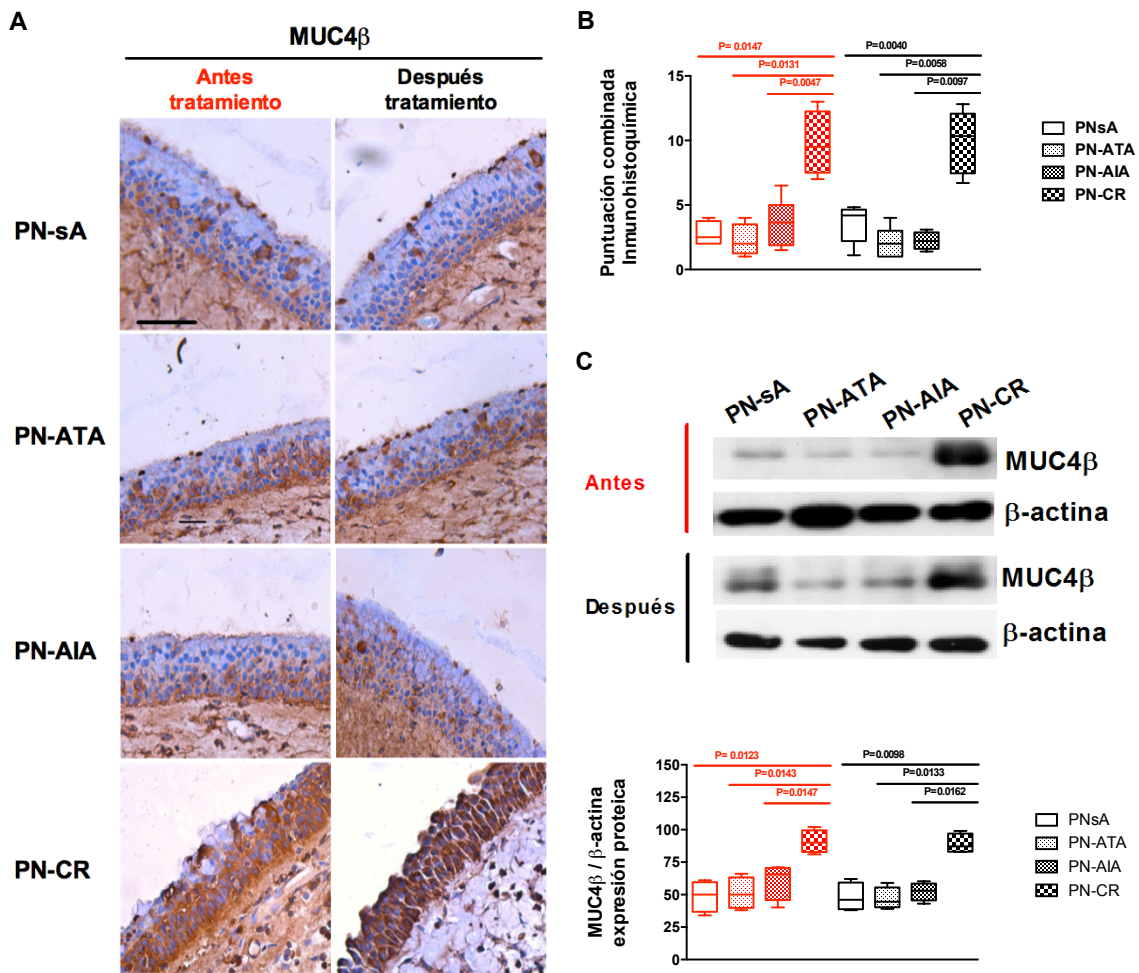 A
MUC4β
Antes
tratamiento
Después
tratamiento
PN-sA
PN-ATA
PN-AIA
PN-CR
B
P= 0.0147
P=0.0131
P=0.0047
P=0.0040
P=0.0058
P=0.0097
Puntuación combinada
Inmunohistoquímica
15
10
5
0
PNsA
PN-ATA
PN-AIA
PN-CR
C
PN-sA
PN-ATA
PN-AIA
PN-CR
Antes
MUC4β
β-actina
Después
MUC4β
β-actina
P= 0.0123
P=0.0143
P=0.0147
P=0.0098
P=0.0133
P=0.0162
MUC4β / β-actina
expresión proteica
150
125
100
75
50
25
0
PNsA
PN-ATA
PN-AIA
PN-CR